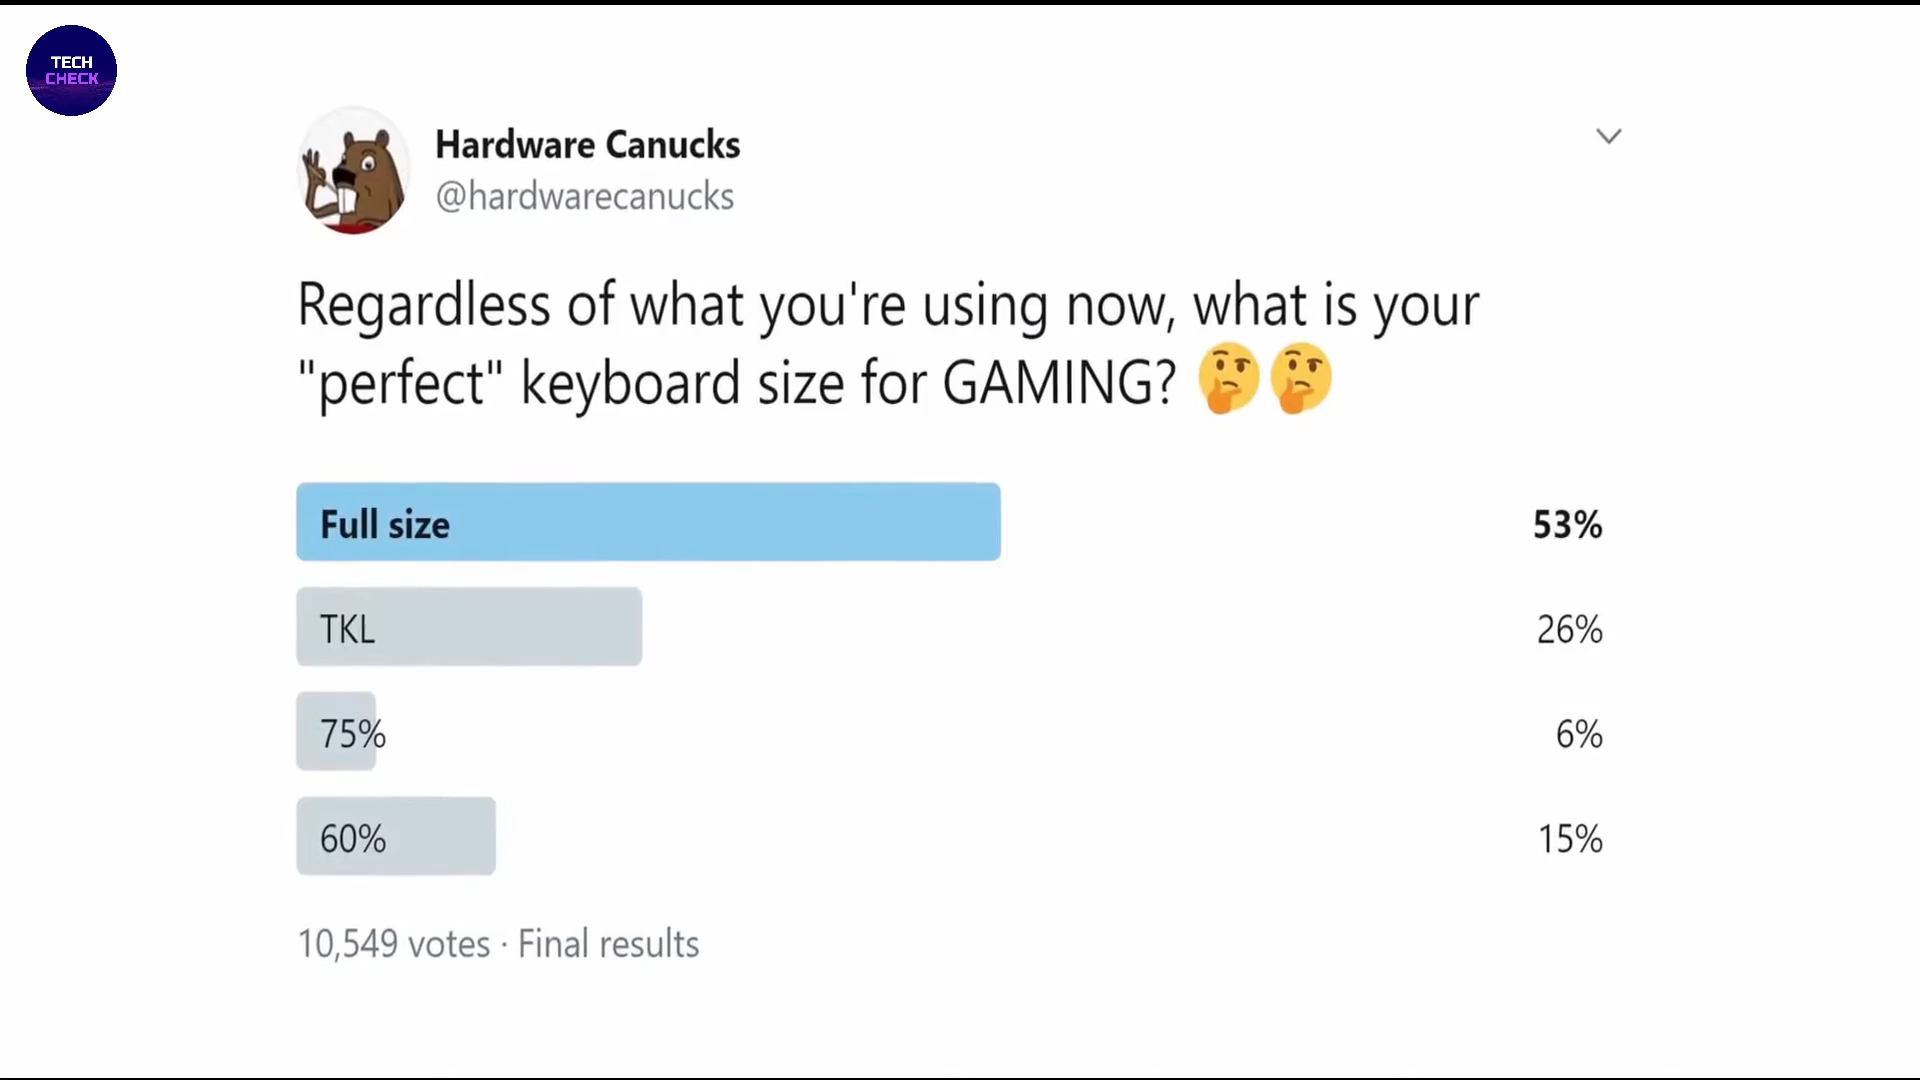 TECH
CHECK
Hardware Canucks
@hardwarecanucks
Regardless of what you're using now, what is your
"perfect" keyboard size for GAMING? 🤔🤔
Full size 53%
TKL 26%
75% 6%
60% 15%
10,549 votes · Final results